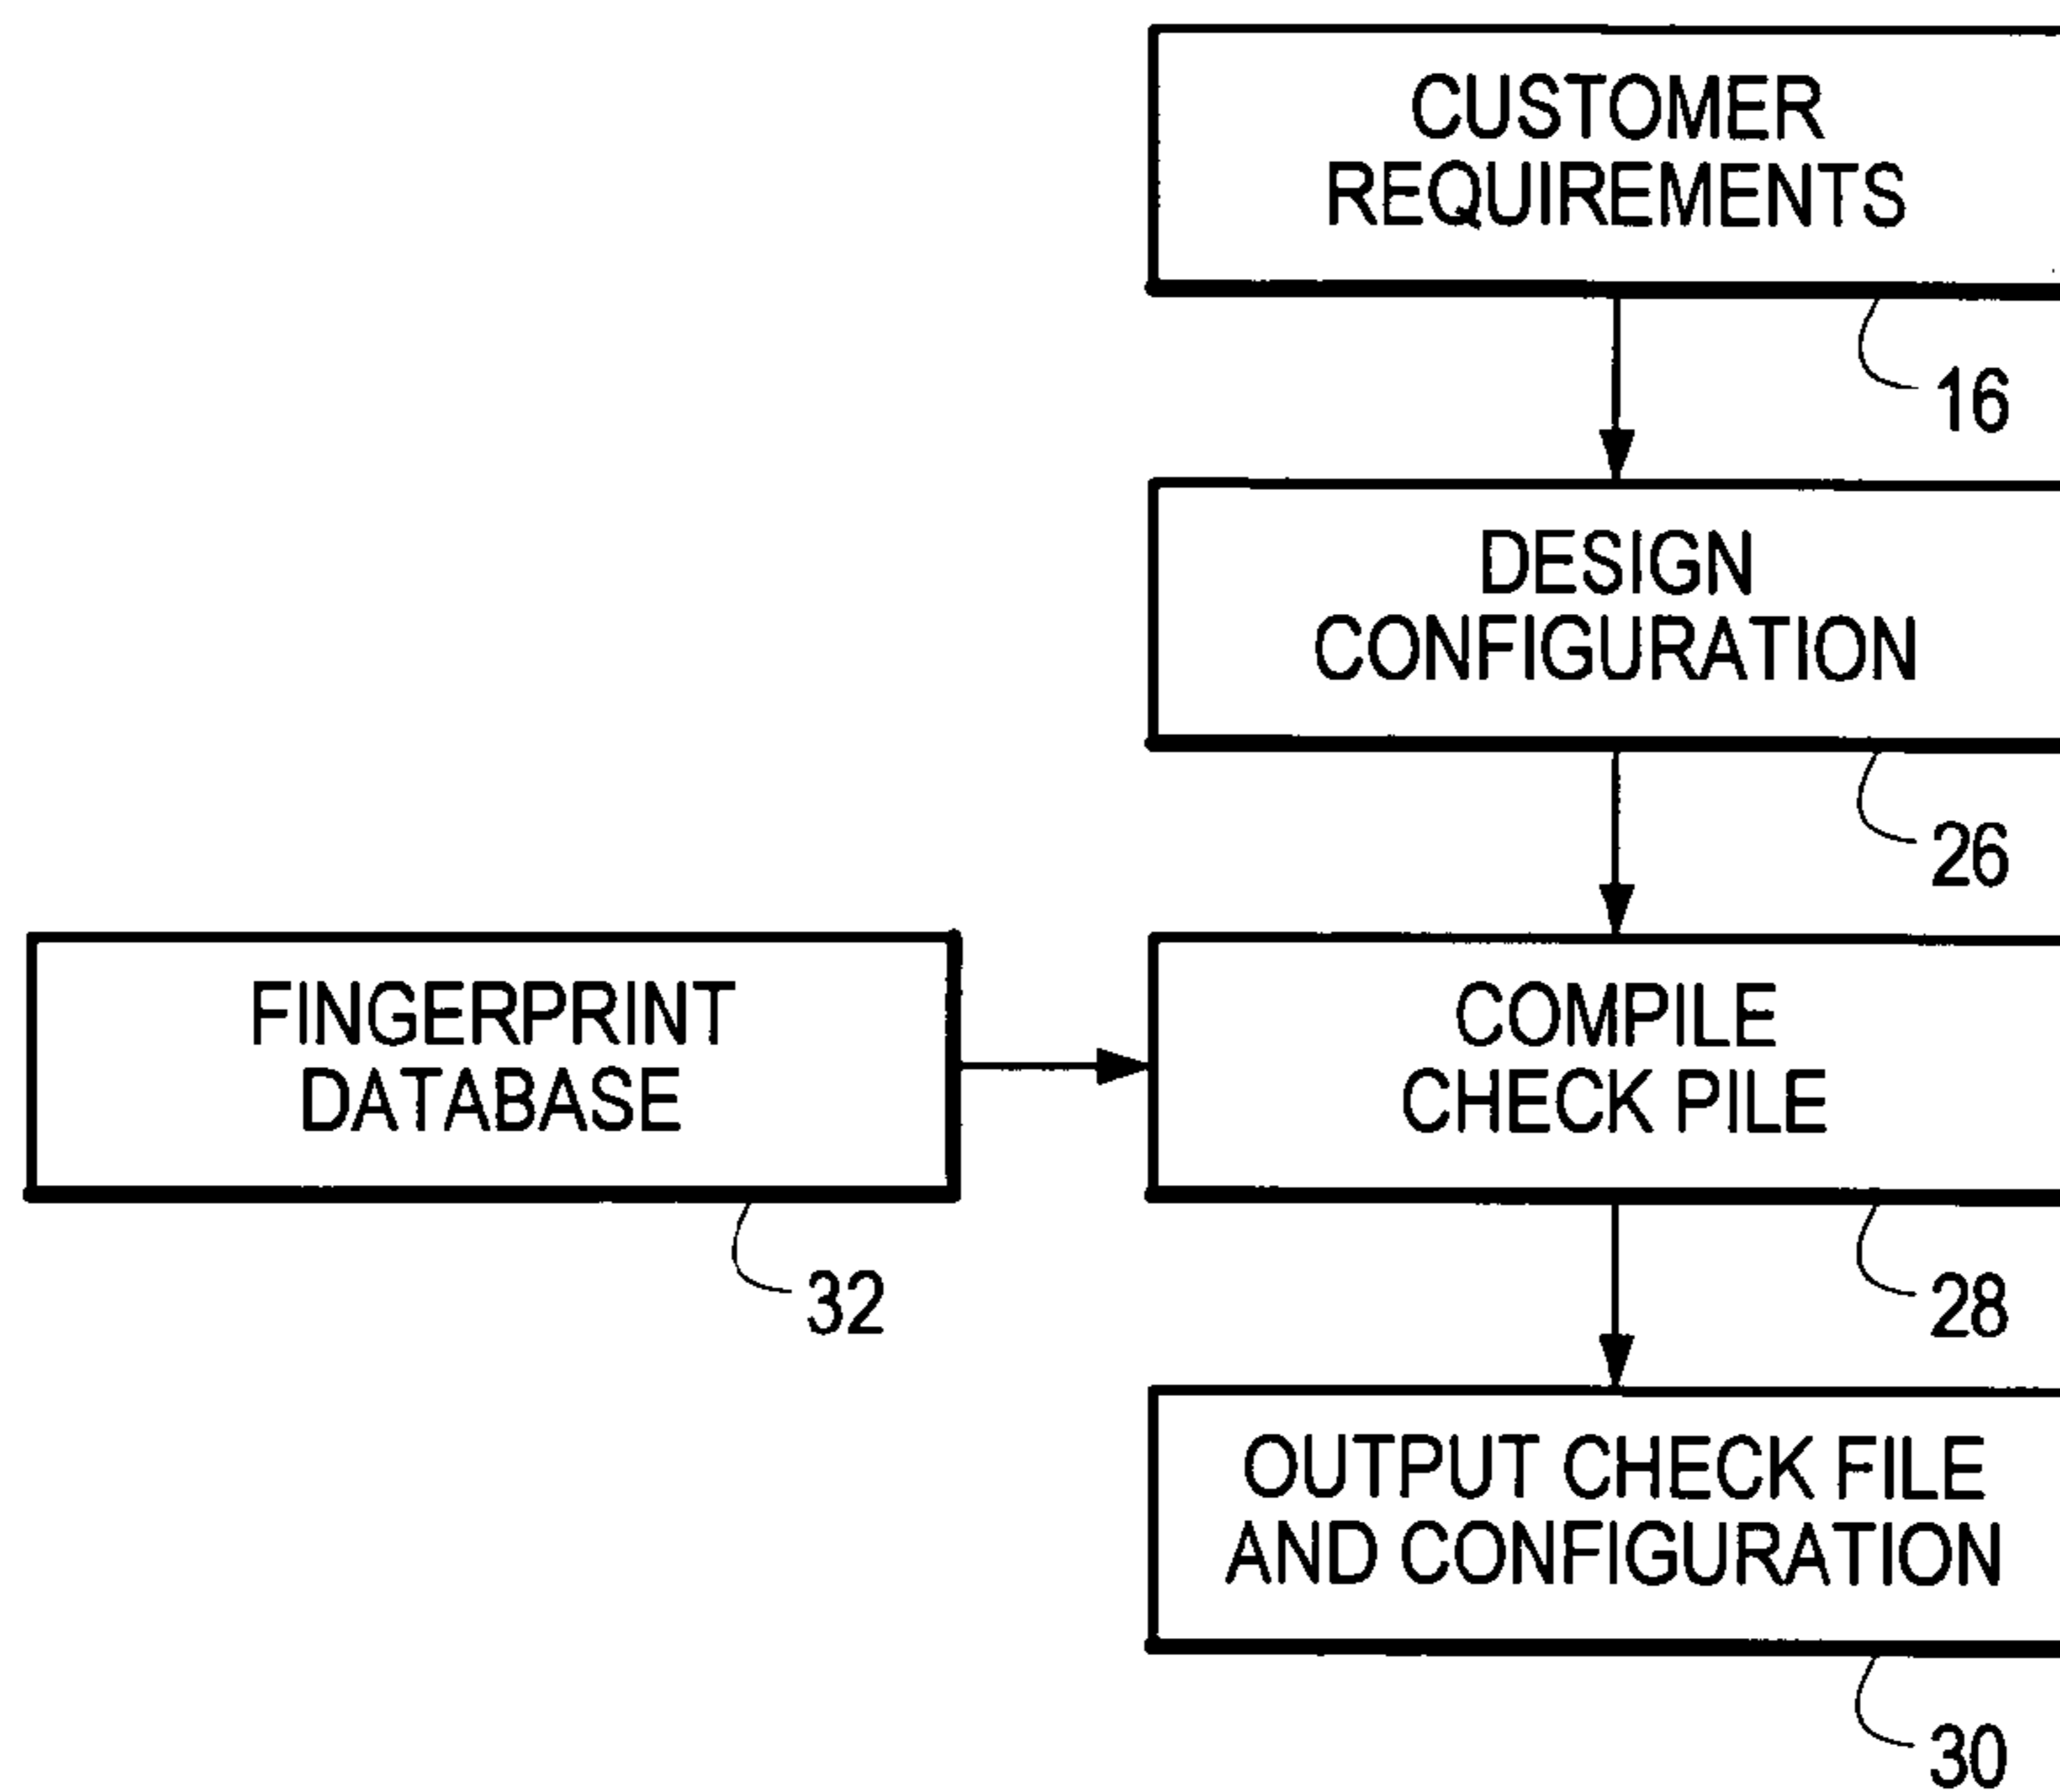 CUSTOMER
REQUIREMENTS
16
DESIGN
CONFIGURATION
26
FINGERPRINT
DATABASE
32
COMPILE
CHECK PILE
28
OUTPUT CHECK FILE
AND CONFIGURATION
30